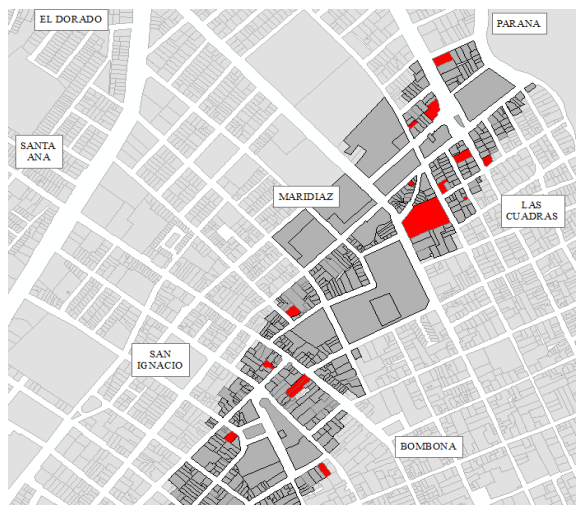 EL DORADO
PARANA
SANTA
ANA
MARIDIAZ
LAS
CUADRAS
SAN
IGNACIO
BOMBONA